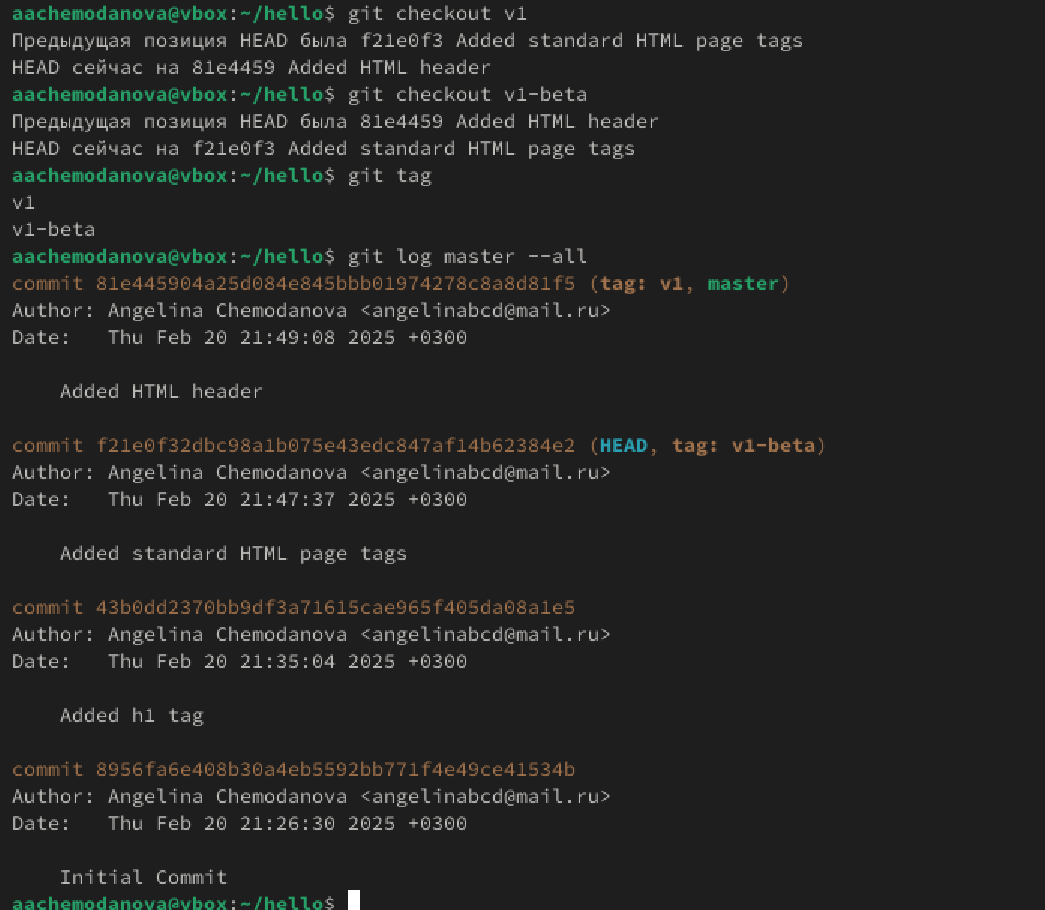 aachemodanova@vbox:~/hello$ git checkout v1
Предыдущая позиция HEAD была f21e0f3 Added standard HTML page tags
HEAD сейчас на 81e4459 Added HTML header
aachemodanova@vbox:~/hello$ git checkout v1-beta
Предыдущая позиция HEAD была 81e4459 Added HTML header
HEAD сейчас на f21e0f3 Added standard HTML page tags
aachemodanova@vbox:~/hello$ git tag
v1
v1-beta
aachemodanova@vbox:~/hello$ git log master --all
commit 81e445904a25d084e845bbb01974278c8a8d81f5 (tag: v1, master)
Author: Angelina Chemodanova <angelinabcd@mail.ru>
Date:   Thu Feb 20 21:49:08 2025 +0300
    Added HTML header
commit f21e0f32dbc98a1b075e43edc847af14b62384e2 (HEAD, tag: v1-beta)
Author: Angelina Chemodanova <angelinabcd@mail.ru>
Date:   Thu Feb 20 21:47:37 2025 +0300
    Added standard HTML page tags
commit 43b0dd2370bb9df3a71615cae965f405da08a1e5
Author: Angelina Chemodanova <angelinabcd@mail.ru>
Date:   Thu Feb 20 21:35:04 2025 +0300
    Added h1 tag
commit 8956fa6e408b30a4eb5592bb771f4e49ce41534b
Author: Angelina Chemodanova <angelinabcd@mail.ru>
Date:   Thu Feb 20 21:26:30 2025 +0300
    Initial Commit
aachemodanova@vbox:~/hello$